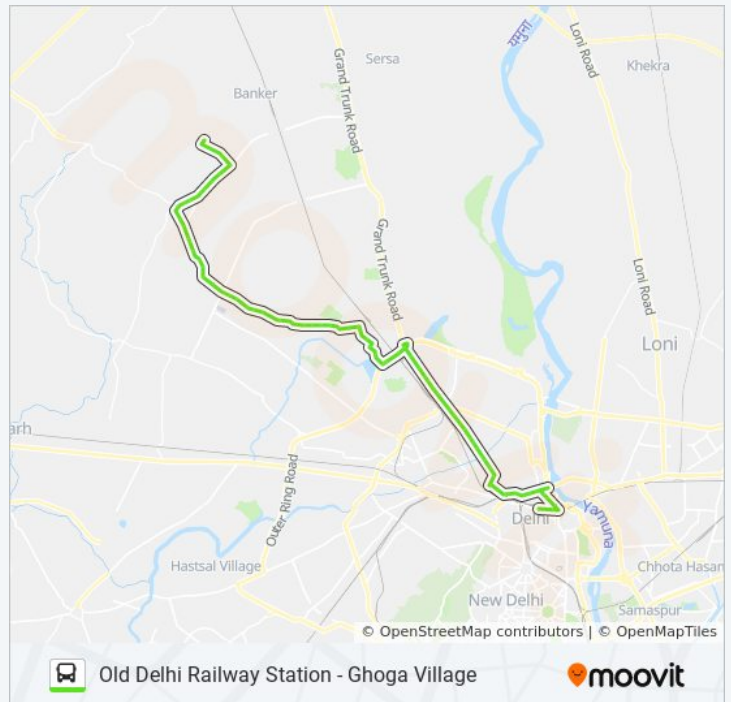 Sersa
Khekra
Banker
Grand Trunk Road
यमुना
Loni Road
Grand Trunk Road
Loni Road
Loni
arh
Outer Ring Road
Delhi
Yamuna
Hastsal Village
Chhota Hasan
New Delhi
Samaspur
© OpenStreetMap contributors | © OpenMapTiles
Old Delhi Railway Station - Ghoga Village
moovit